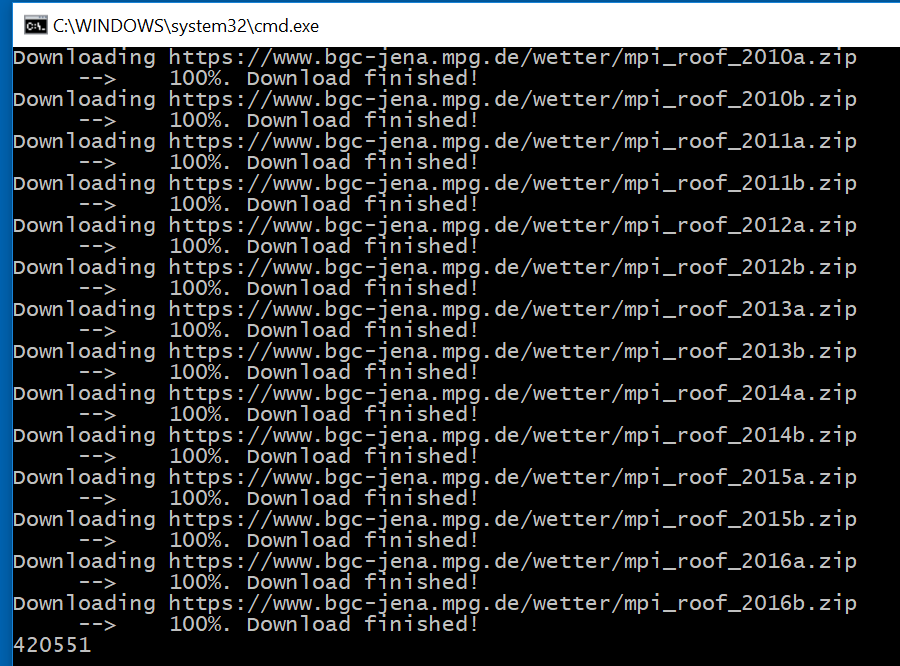 C:\WINDOWS\system32\cmd.exe
Downloading https://www.bgc-jena.mpg.de/wetter/mpi_roof_2010a.zip
--> 100%. Download finished!
Downloading https://www.bgc-jena.mpg.de/wetter/mpi_roof_2010b.zip
--> 100%. Download finished!
Downloading https://www.bgc-jena.mpg.de/wetter/mpi_roof_2011a.zip
--> 100%. Download finished!
Downloading https://www.bgc-jena.mpg.de/wetter/mpi_roof_2011b.zip
--> 100%. Download finished!
Downloading https://www.bgc-jena.mpg.de/wetter/mpi_roof_2012a.zip
--> 100%. Download finished!
Downloading https://www.bgc-jena.mpg.de/wetter/mpi_roof_2012b.zip
--> 100%. Download finished!
Downloading https://www.bgc-jena.mpg.de/wetter/mpi_roof_2013a.zip
--> 100%. Download finished!
Downloading https://www.bgc-jena.mpg.de/wetter/mpi_roof_2013b.zip
--> 100%. Download finished!
Downloading https://www.bgc-jena.mpg.de/wetter/mpi_roof_2014a.zip
--> 100%. Download finished!
Downloading https://www.bgc-jena.mpg.de/wetter/mpi_roof_2014b.zip
--> 100%. Download finished!
Downloading https://www.bgc-jena.mpg.de/wetter/mpi_roof_2015a.zip
--> 100%. Download finished!
Downloading https://www.bgc-jena.mpg.de/wetter/mpi_roof_2015b.zip
--> 100%. Download finished!
Downloading https://www.bgc-jena.mpg.de/wetter/mpi_roof_2016a.zip
--> 100%. Download finished!
Downloading https://www.bgc-jena.mpg.de/wetter/mpi_roof_2016b.zip
--> 100%. Download finished!
420551